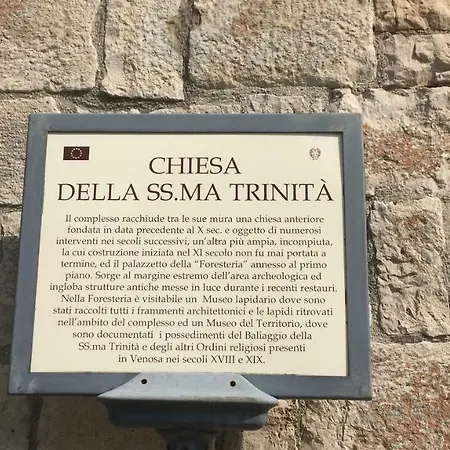 CHIESA
DELLA SS.MA TRINITÀ
Il complesso racchiude tra le sue mura una chiesa anteriore
fondata in data precedente al X sec. e oggetto di numerosi
interventi nei secoli successivi, un'altra più ampia, incompiuta,
la cui costruzione iniziata nel XI secolo non fu mai portata a
termine, ed il palazzetto della "Foresteria" annesso al primo
piano. Sorge al margine estremo dell'area archeologica ed
ingloba strutture antiche messe in luce durante i recenti restauri.
Nella Foresteria è visitabile un Museo lapidario dove sono
stati raccolti tutti i frammenti architettonici e le lapidi ritrovati
nell'ambito del complesso ed un Museo del Territorio, dove
sono documentati i possedimenti del Baliaggio della
SS.ma Trinità e degli altri Ordini religiosi presenti
in Venosa nei secoli XVIII e XIX.